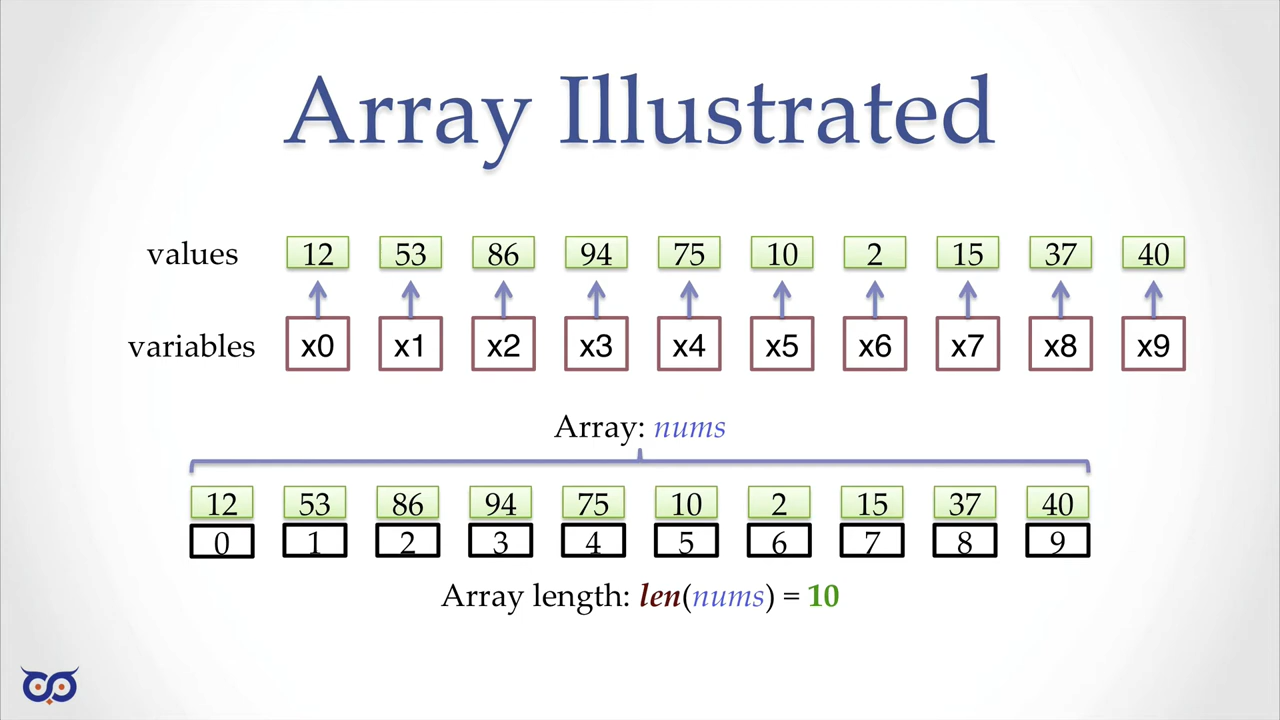 Array Illustrated
values 12 53 86 94 75 10 2 15 37 40
variables x0 x1 x2 x3 x4 x5 x6 x7 x8 x9
Array: nums
12 53 86 94 75 10 2 15 37 40
0 1 2 3 4 5 6 7 8 9
Array length: len(nums) = 10